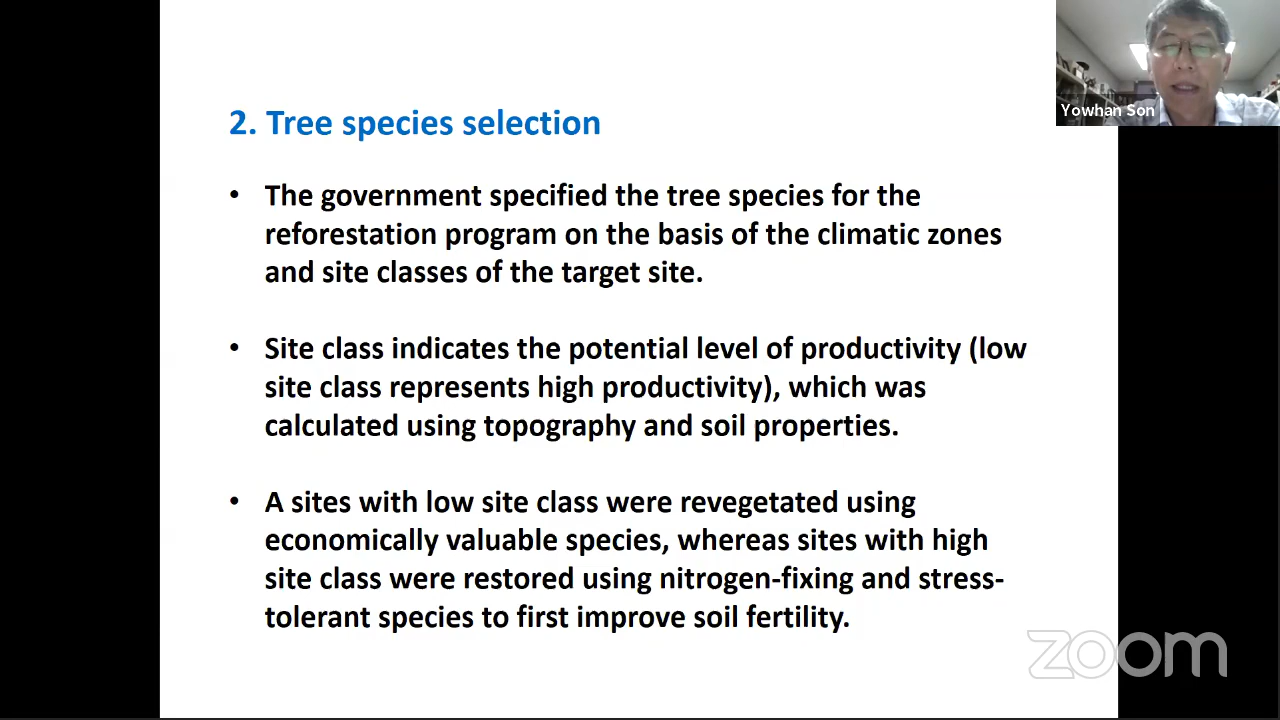 2. Tree species selection
• The government specified the tree species for the
reforestation program on the basis of the climatic zones
and site classes of the target site.
• Site class indicates the potential level of productivity (low
site class represents high productivity), which was
calculated using topography and soil properties.
• A sites with low site class were revegetated using
economically valuable species, whereas sites with high
site class were restored using nitrogen-fixing and stress-
tolerant species to first improve soil fertility.
Yowhan Son
zoom